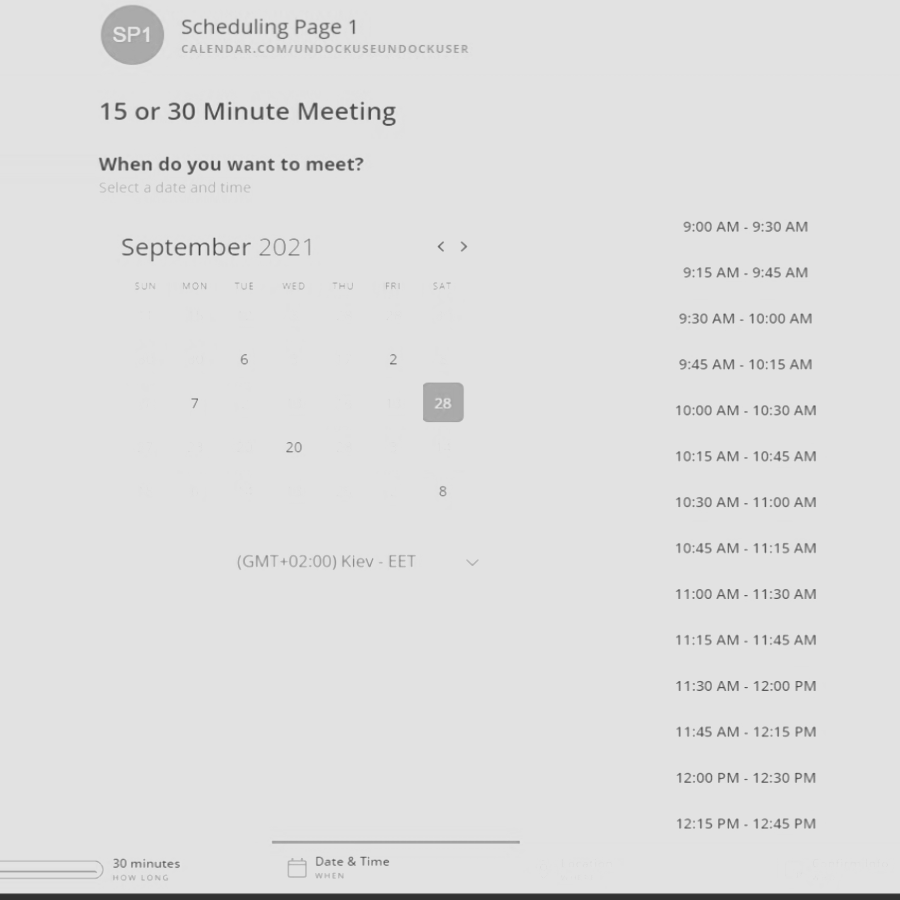 SP1
Scheduling Page 1
CALENDAR.COM/UNDOCKUSEUNDOCKUSER
15 or 30 Minute Meeting
When do you want to meet?
Select a date and time
September 2021
SUN MON TUE WED THU FRI SAT
6 2
7 28
20
8
(GMT+02:00) Kiev - EET
9:00 AM - 9:30 AM
9:15 AM - 9:45 AM
9:30 AM - 10:00 AM
9:45 AM - 10:15 AM
10:00 AM - 10:30 AM
10:15 AM - 10:45 AM
10:30 AM - 11:00 AM
10:45 AM - 11:15 AM
11:00 AM - 11:30 AM
11:15 AM - 11:45 AM
11:30 AM - 12:00 PM
11:45 AM - 12:15 PM
12:00 PM - 12:30 PM
12:15 PM - 12:45 PM
30 minutes
HOW LONG
Date & Time
WHEN